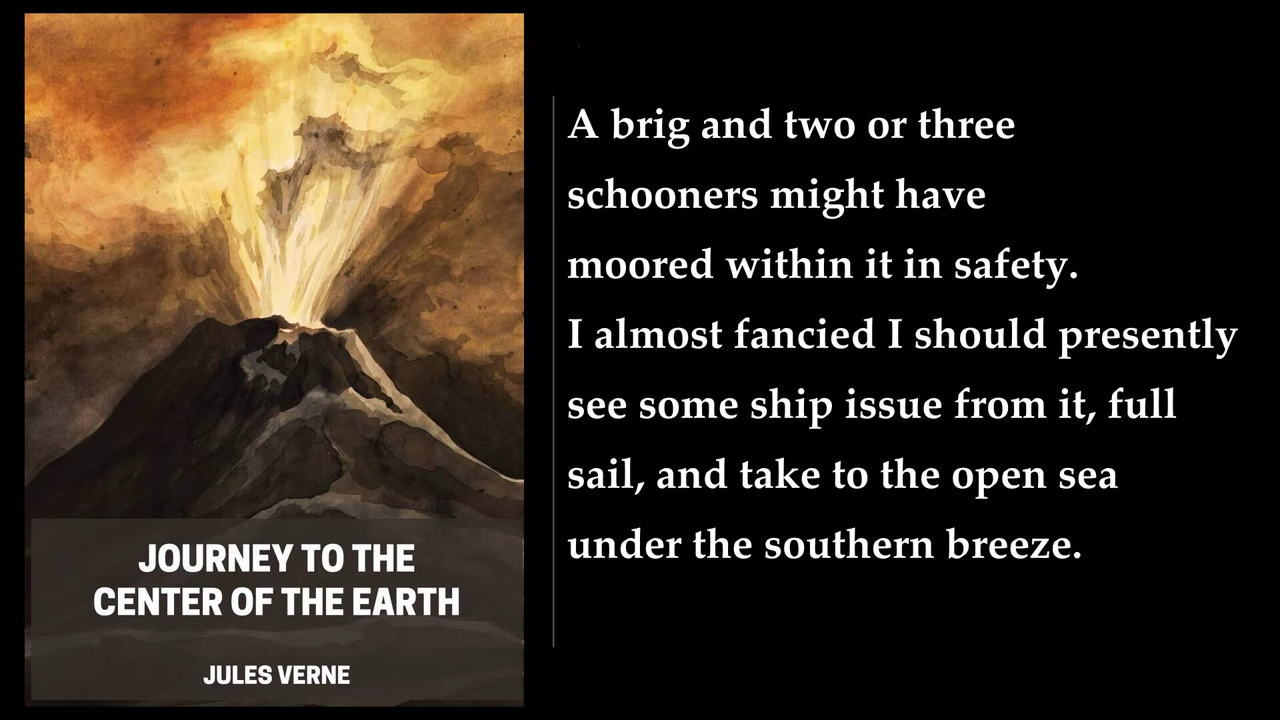 JOURNEY TO THE
CENTER OF THE EARTH
JULES VERNE
A brig and two or three
schooners might have
moored within it in safety.
I almost fancied I should presently
see some ship issue from it, full
sail, and take to the open sea
under the southern breeze.